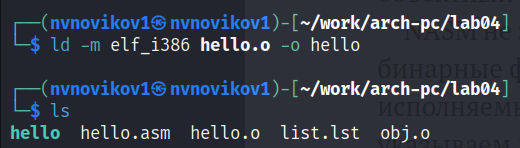 ┌──(nvnovikov1㉿nvnovikov1)-[~/work/arch-pc/lab04]
└─$ ld -m elf_i386 hello.o -o hello
┌──(nvnovikov1㉿nvnovikov1)-[~/work/arch-pc/lab04]
└─$ ls
hello hello.asm hello.o list.lst obj.o